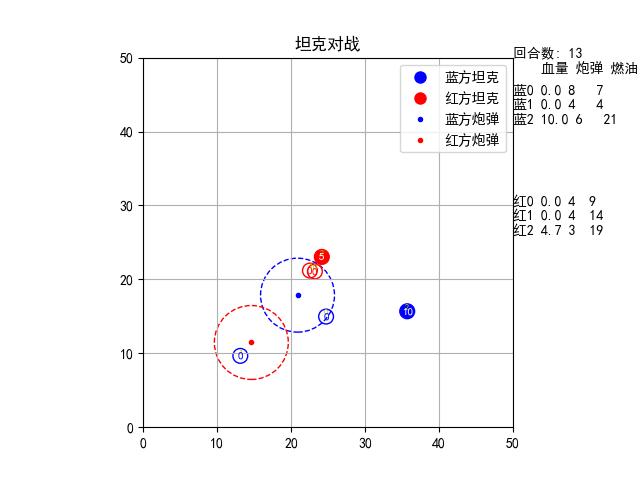 坦克对战
回合数: 13
血量 炮弹 燃油
蓝0 0.0 8 7
蓝1 0.0 4 4
蓝2 10.0 6 21
红0 0.0 4 9
红1 0.0 4 14
红2 4.7 3 19
蓝方坦克
红方坦克
蓝方炮弹
红方炮弹
50
40
30
20
10
0
5
0
0
0
10
0
0 10 20 30 40 50